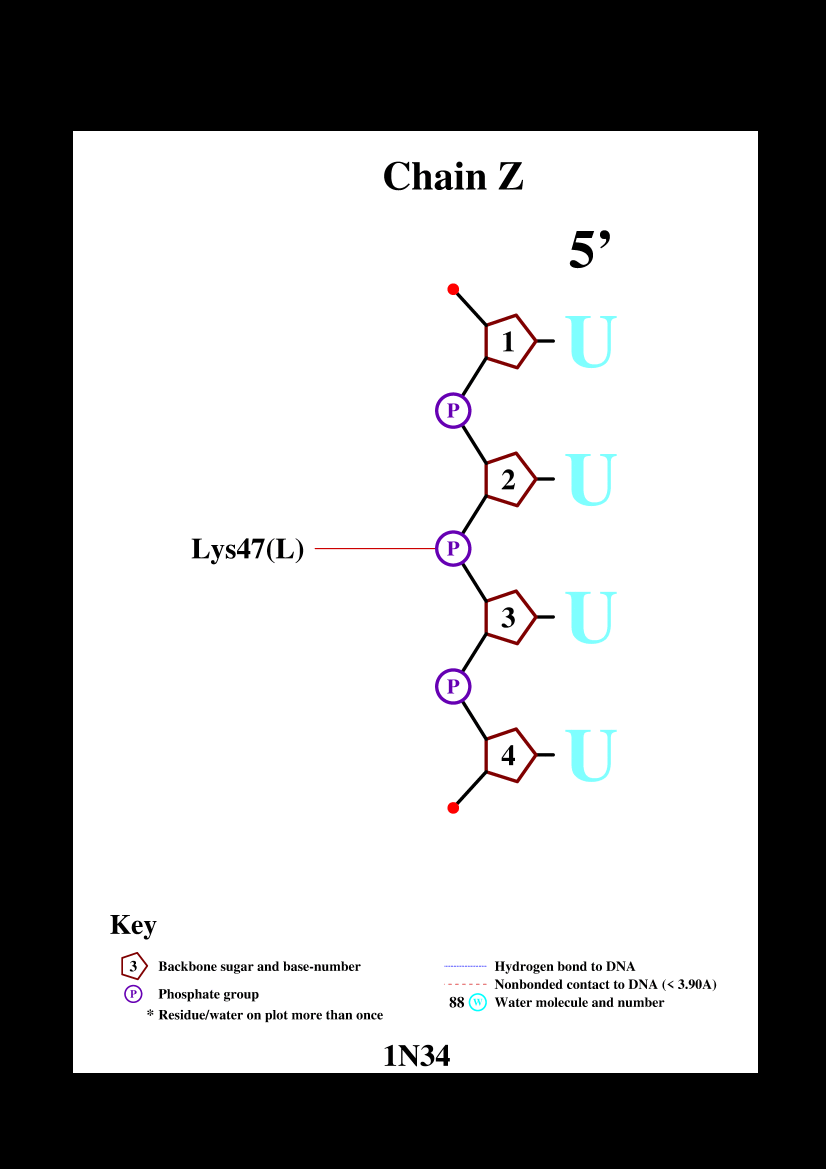 Chain Z
5’
1 U
P
2 U
Lys47(L) P
3 U
P
4 U
Key
3 Backbone sugar and base-number
P Phosphate group
* Residue/water on plot more than once
Hydrogen bond to DNA
Nonbonded contact to DNA (< 3.90A)
88 W Water molecule and number
1N34